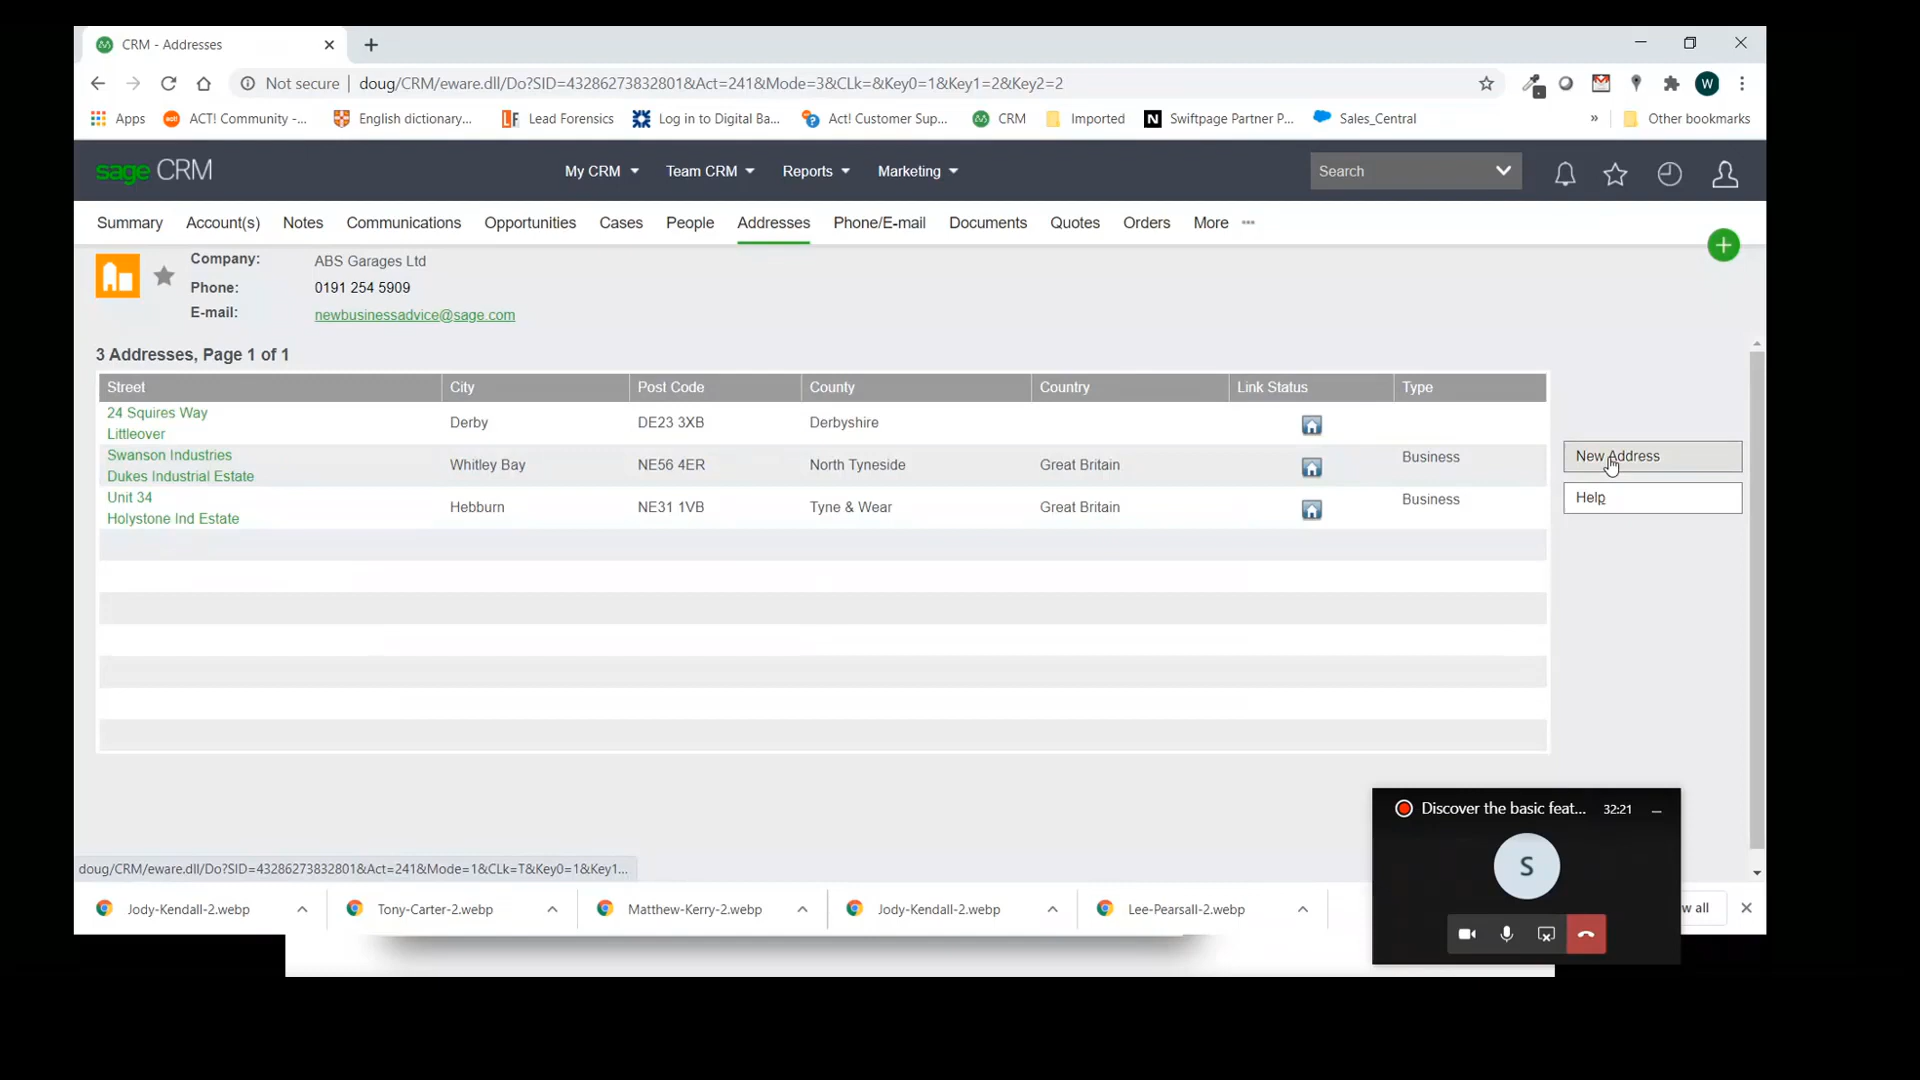 CRM - Addresses
Not secure | doug/CRM/eware.dll/Do?SID=43286273832801&Act=241&Mode=3&CLk=&Key0=1&Key1=2&Key2=2
W
Apps ACT! Community -... English dictionary... Lead Forensics Log in to Digital Ba... Act! Customer Sup... CRM Imported Swiftpage Partner P... Sales_Central » Other bookmarks
sage CRM My CRM Team CRM Reports Marketing Search
Summary Account(s) Notes Communications Opportunities Cases People Addresses Phone/E-mail Documents Quotes Orders More
Company: ABS Garages Ltd
Phone: 0191 254 5909
E-mail: newbusinessadvice@sage.com
3 Addresses, Page 1 of 1
Street City Post Code County Country Link Status Type
24 Squires Way
Littleover Derby DE23 3XB Derbyshire
Swanson Industries
Dukes Industrial Estate Whitley Bay NE56 4ER North Tyneside Great Britain Business
Unit 34
Holystone Ind Estate Hebburn NE31 1VB Tyne & Wear Great Britain Business
New Address
Help
Discover the basic feat... 32:21
S
doug/CRM/eware.dll/Do?SID=43286273832801&Act=241&Mode=1&CLk=T&Key0=1&Key1...
Jody-Kendall-2.webp Tony-Carter-2.webp Matthew-Kerry-2.webp Jody-Kendall-2.webp Lee-Pearsall-2.webp w all